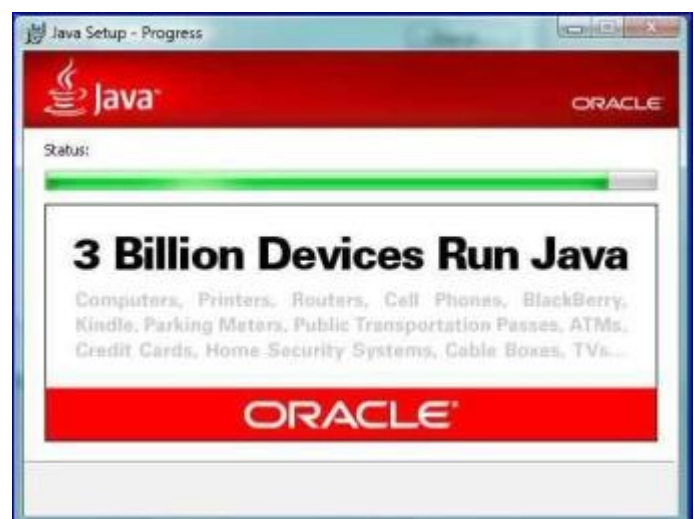 Java Setup - Progress
Java
ORACLE
Status:
3 Billion Devices Run Java
Computers, Printers, Routers, Cell Phones, BlackBerry,
Kindle, Parking Meters, Public Transportation Passes, ATMs,
Credit Cards, Home Security Systems, Cable Boxes, TVs...
ORACLE